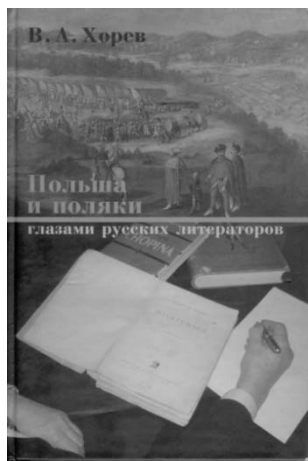 В. А. Хорев
Польша
и поляки
глазами русских литераторов
CHOPINA